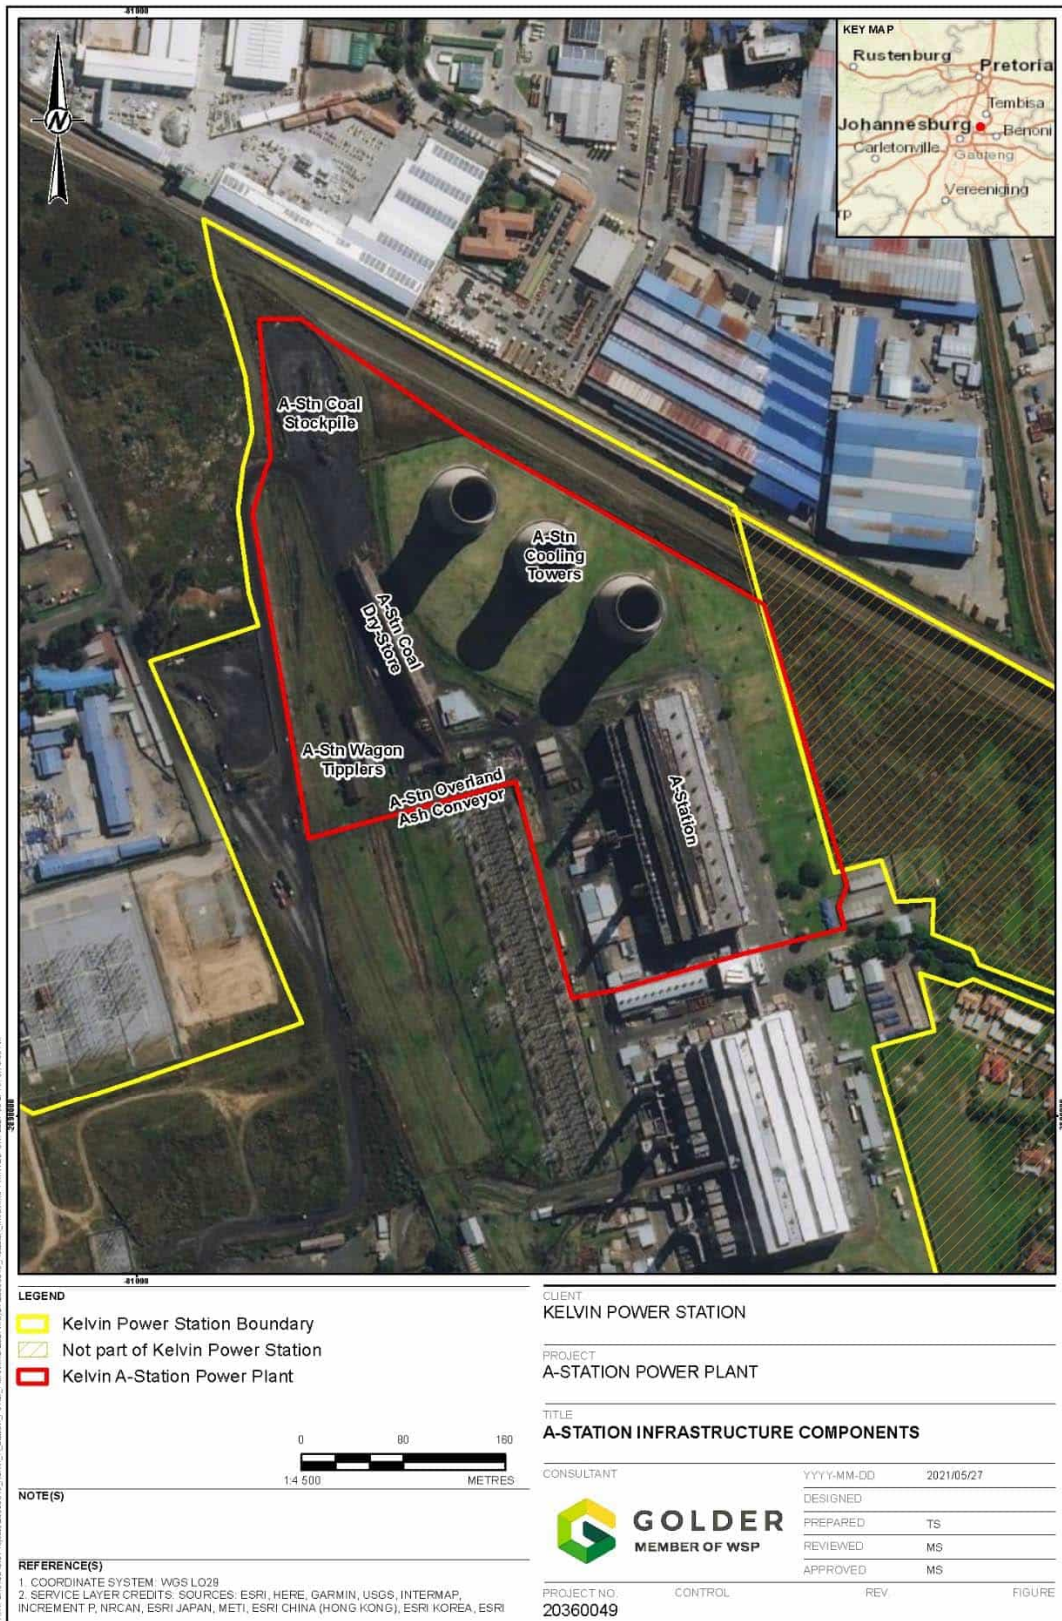 -81 000
KEY MAP
Rustenburg
Pretoria
Tembisa
Johannesburg
Benoni
Carletonville
Gauteng
Vereeniging
rp
N
A-Stn Coal
Stockpile
A-Stn
Cooling
Towers
A-Stn Coal
Dry-Store
A-Stn Wagon
Tipplers
A-Stn Overland
Ash Conveyor
A-Station
-81 000
LEGEND
Kelvin Power Station Boundary
Not part of Kelvin Power Station
Kelvin A-Station Power Plant
0 80 160
1:4 500 METRES
NOTE(S)
REFERENCE(S)
1. COORDINATE SYSTEM: WGS LO29
2. SERVICE LAYER CREDITS: SOURCES: ESRI, HERE, GARMIN, USGS, INTERMAP,
INCREMENT P, NRCAN, ESRI JAPAN, METI, ESRI CHINA (HONG KONG), ESRI KOREA, ESRI
CLIENT
KELVIN POWER STATION
PROJECT
A-STATION POWER PLANT
TITLE
A-STATION INFRASTRUCTURE COMPONENTS
CONSULTANT
GOLDER
MEMBER OF WSP
YYYY-MM-DD 2021/05/27
DESIGNED
PREPARED TS
REVIEWED MS
APPROVED MS
PROJECT NO. CONTROL REV. FIGURE
20360049